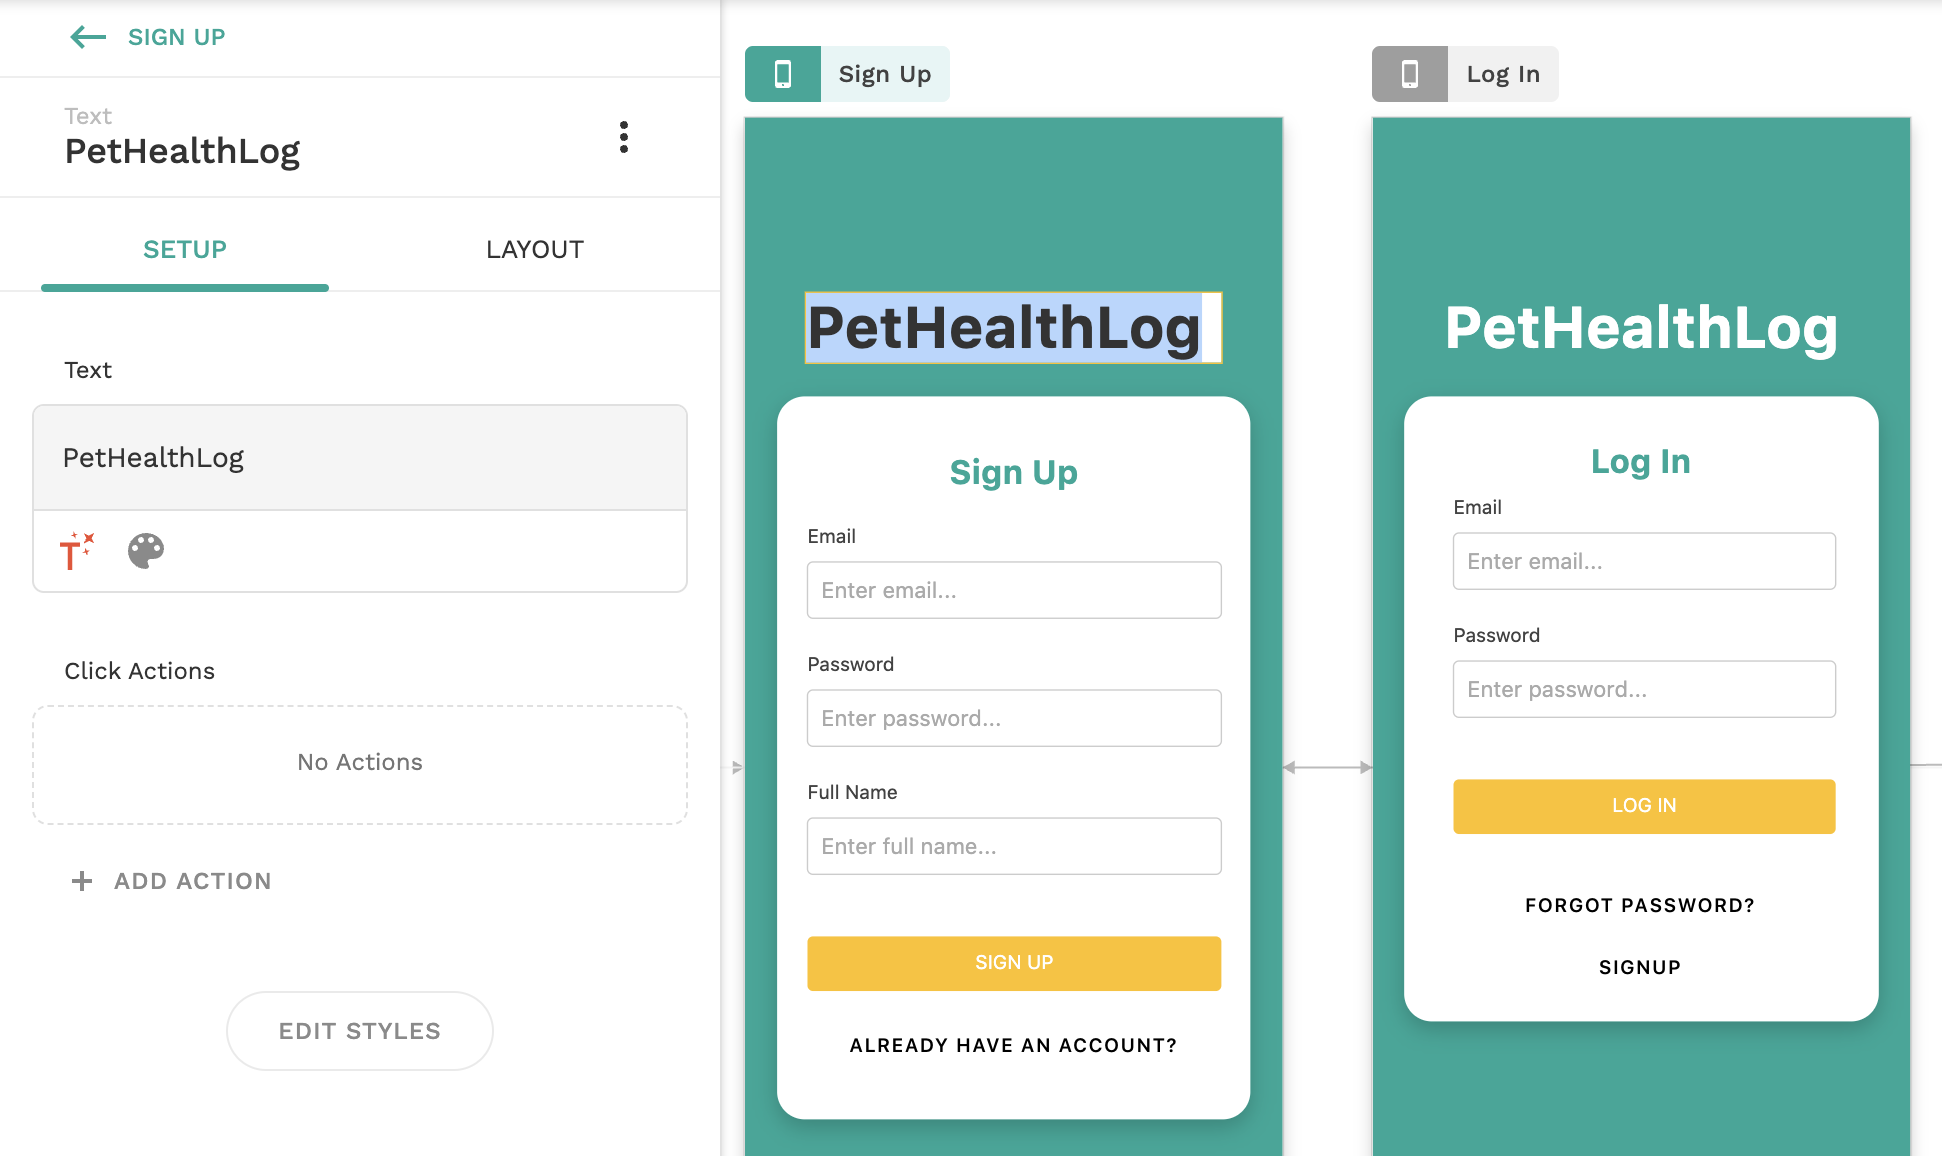 SIGN UP
Text
PetHealthLog
SETUP
LAYOUT
Text
PetHealthLog
Click Actions
No Actions
ADD ACTION
EDIT STYLES
Sign Up
PetHealthLog
Sign Up
Email
Enter email...
Password
Enter password...
Full Name
Enter full name...
SIGN UP
ALREADY HAVE AN ACCOUNT?
Log In
PetHealthLog
Log In
Email
Enter email...
Password
Enter password...
LOG IN
FORGOT PASSWORD?
SIGNUP